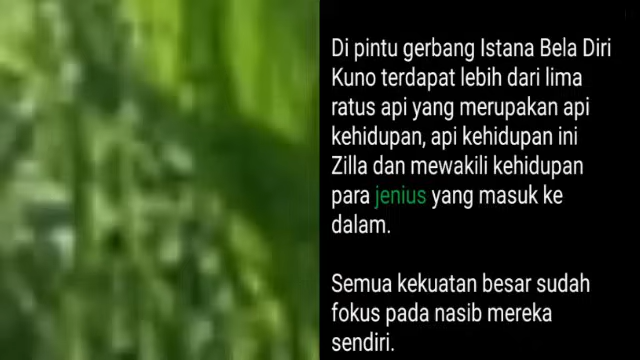 Di pintu gerbang Istana Bela Diri
Kuno terdapat lebih dari lima
ratus api yang merupakan api
kehidupan, api kehidupan ini
Zilla dan mewakili kehidupan
para jenius yang masuk ke
dalam.
Semua kekuatan besar sudah
fokus pada nasib mereka
sendiri.